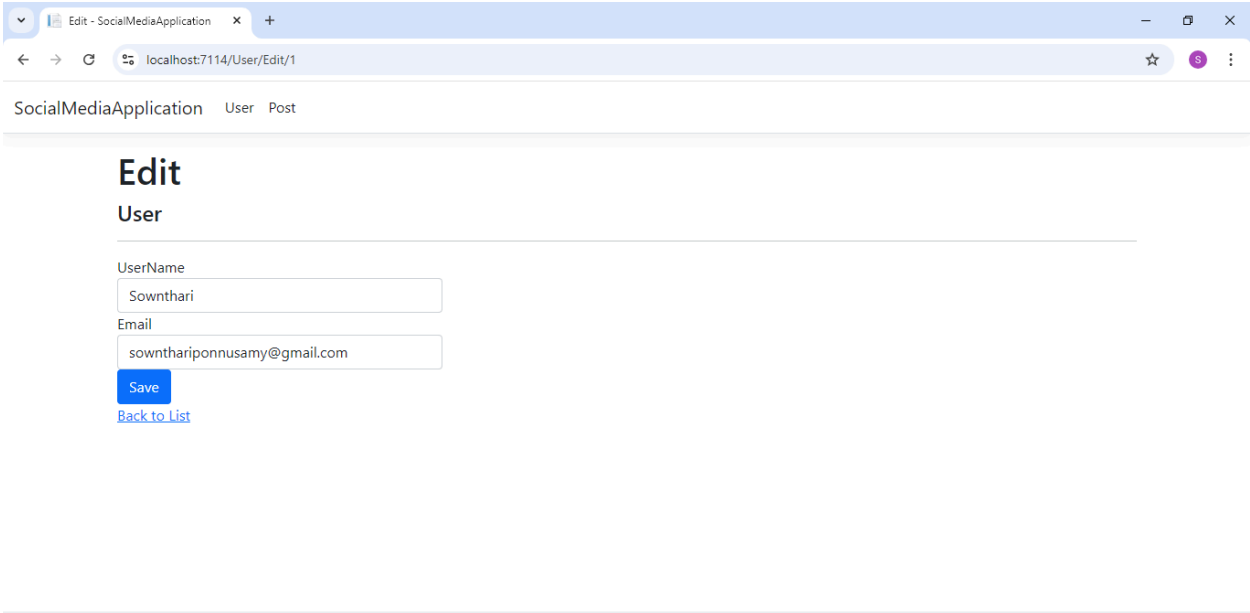 Edit - SocialMediaApplication
localhost:7114/User/Edit/1
S
SocialMediaApplication User Post
Edit
User
UserName
Sownthari
Email
sownthariponnusamy@gmail.com
Save
Back to List